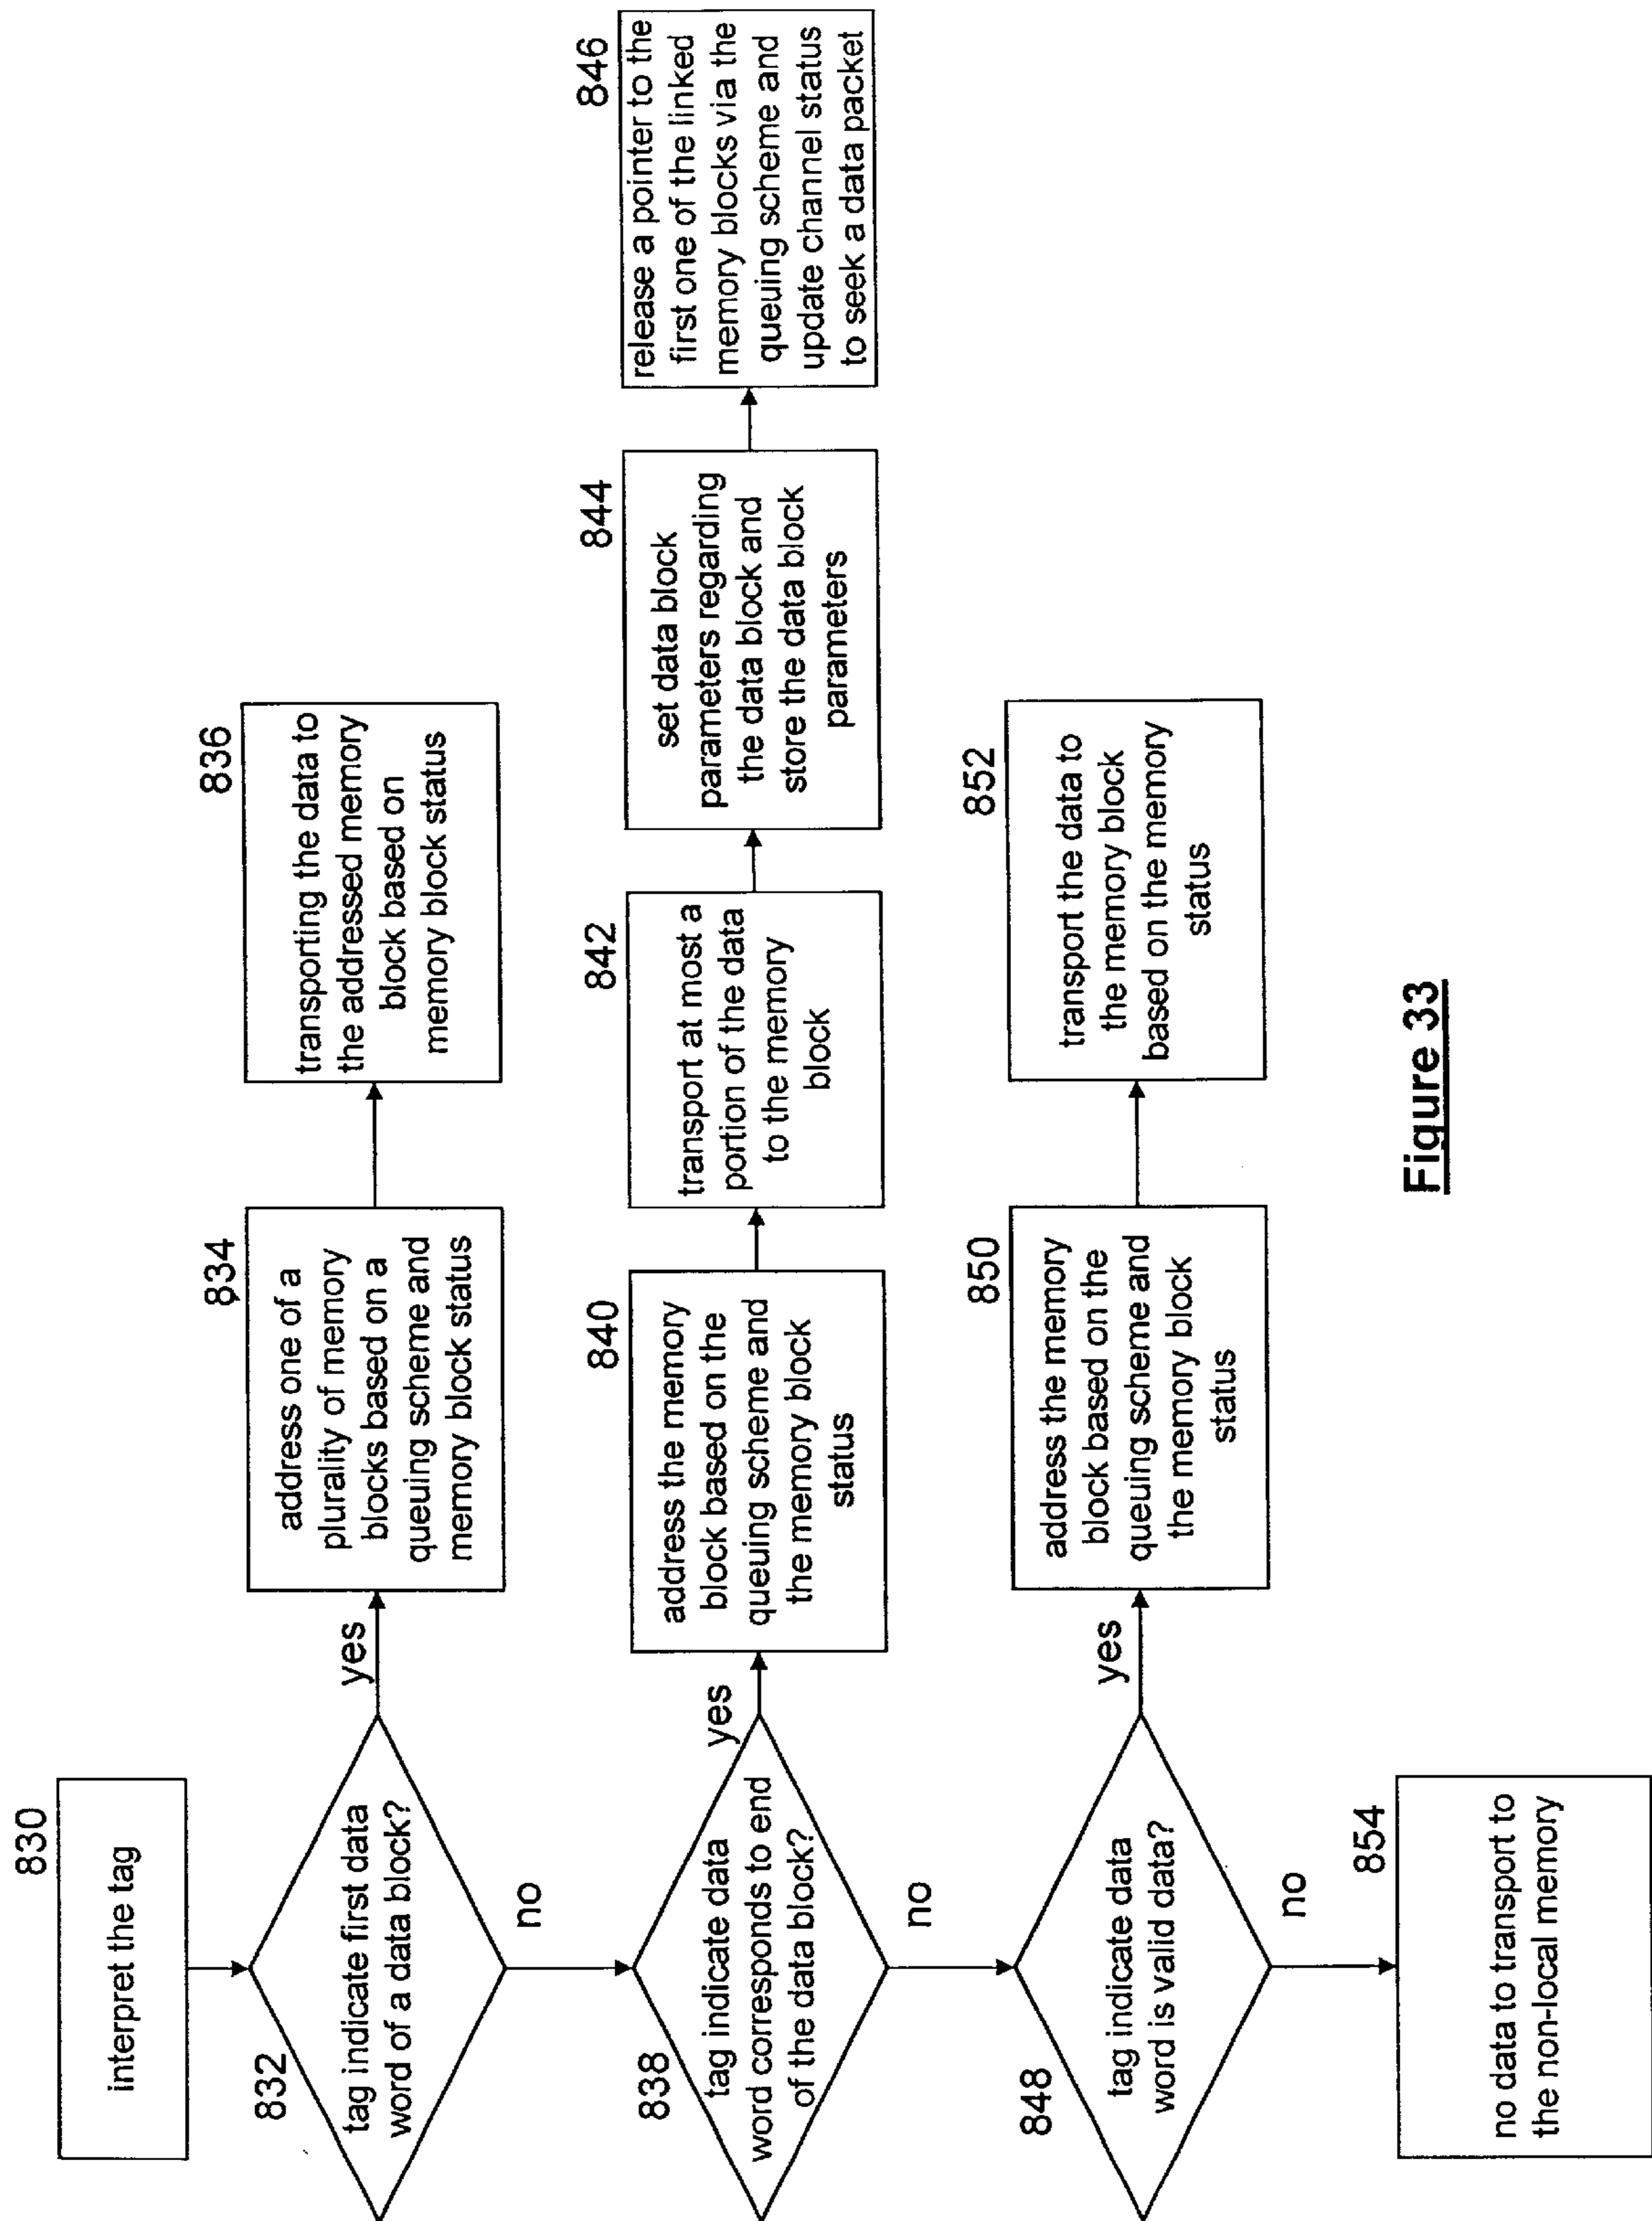 830
interpret the tag
832
tag indicate first data
word of a data block?
yes
834
address one of a
plurality of memory
blocks based on a
queuing scheme and
memory block status
836
transporting the data to
the addressed memory
block based on
memory block status
no
838
tag indicate data
word corresponds to end
of the data block?
yes
840
address the memory
block based on the
queuing scheme and
the memory block
status
842
transport at most a
portion of the data
to the memory
block
844
set data block
parameters regarding
the data block and
store the data block
parameters
846
release a pointer to the
first one of the linked
memory blocks via the
queuing scheme and
update channel status
to seek a data packet
no
848
tag indicate data
word is valid data?
yes
850
address the memory
block based on the
queuing scheme and
the memory block
status
852
transport the data to
the memory block
based on the memory
status
no
854
no data to transport to
the non-local memory
Figure 33